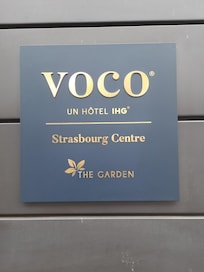 VOCO®
UN HÔTEL IHG®
Strasbourg Centre
THE GARDEN